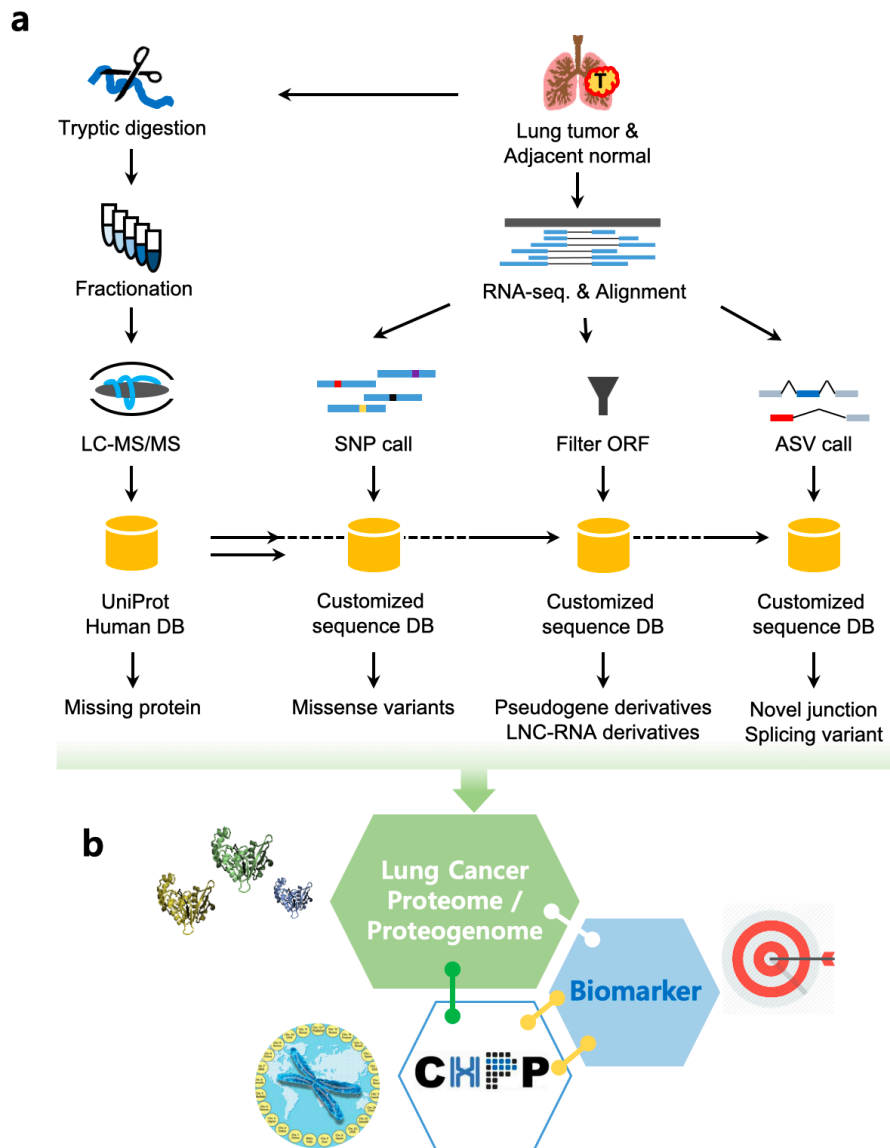 a
T
Tryptic digestion
Lung tumor &
Adjacent normal
Fractionation
RNA-seq. & Alignment
LC-MS/MS
SNP call
Filter ORF
ASV call
UniProt
Human DB
Customized
sequence DB
Customized
sequence DB
Customized
sequence DB
Missing protein
Missense variants
Pseudogene derivatives
LNC-RNA derivatives
Novel junction
Splicing variant
b
Lung Cancer
Proteome /
Proteogenome
Biomarker
CHPP